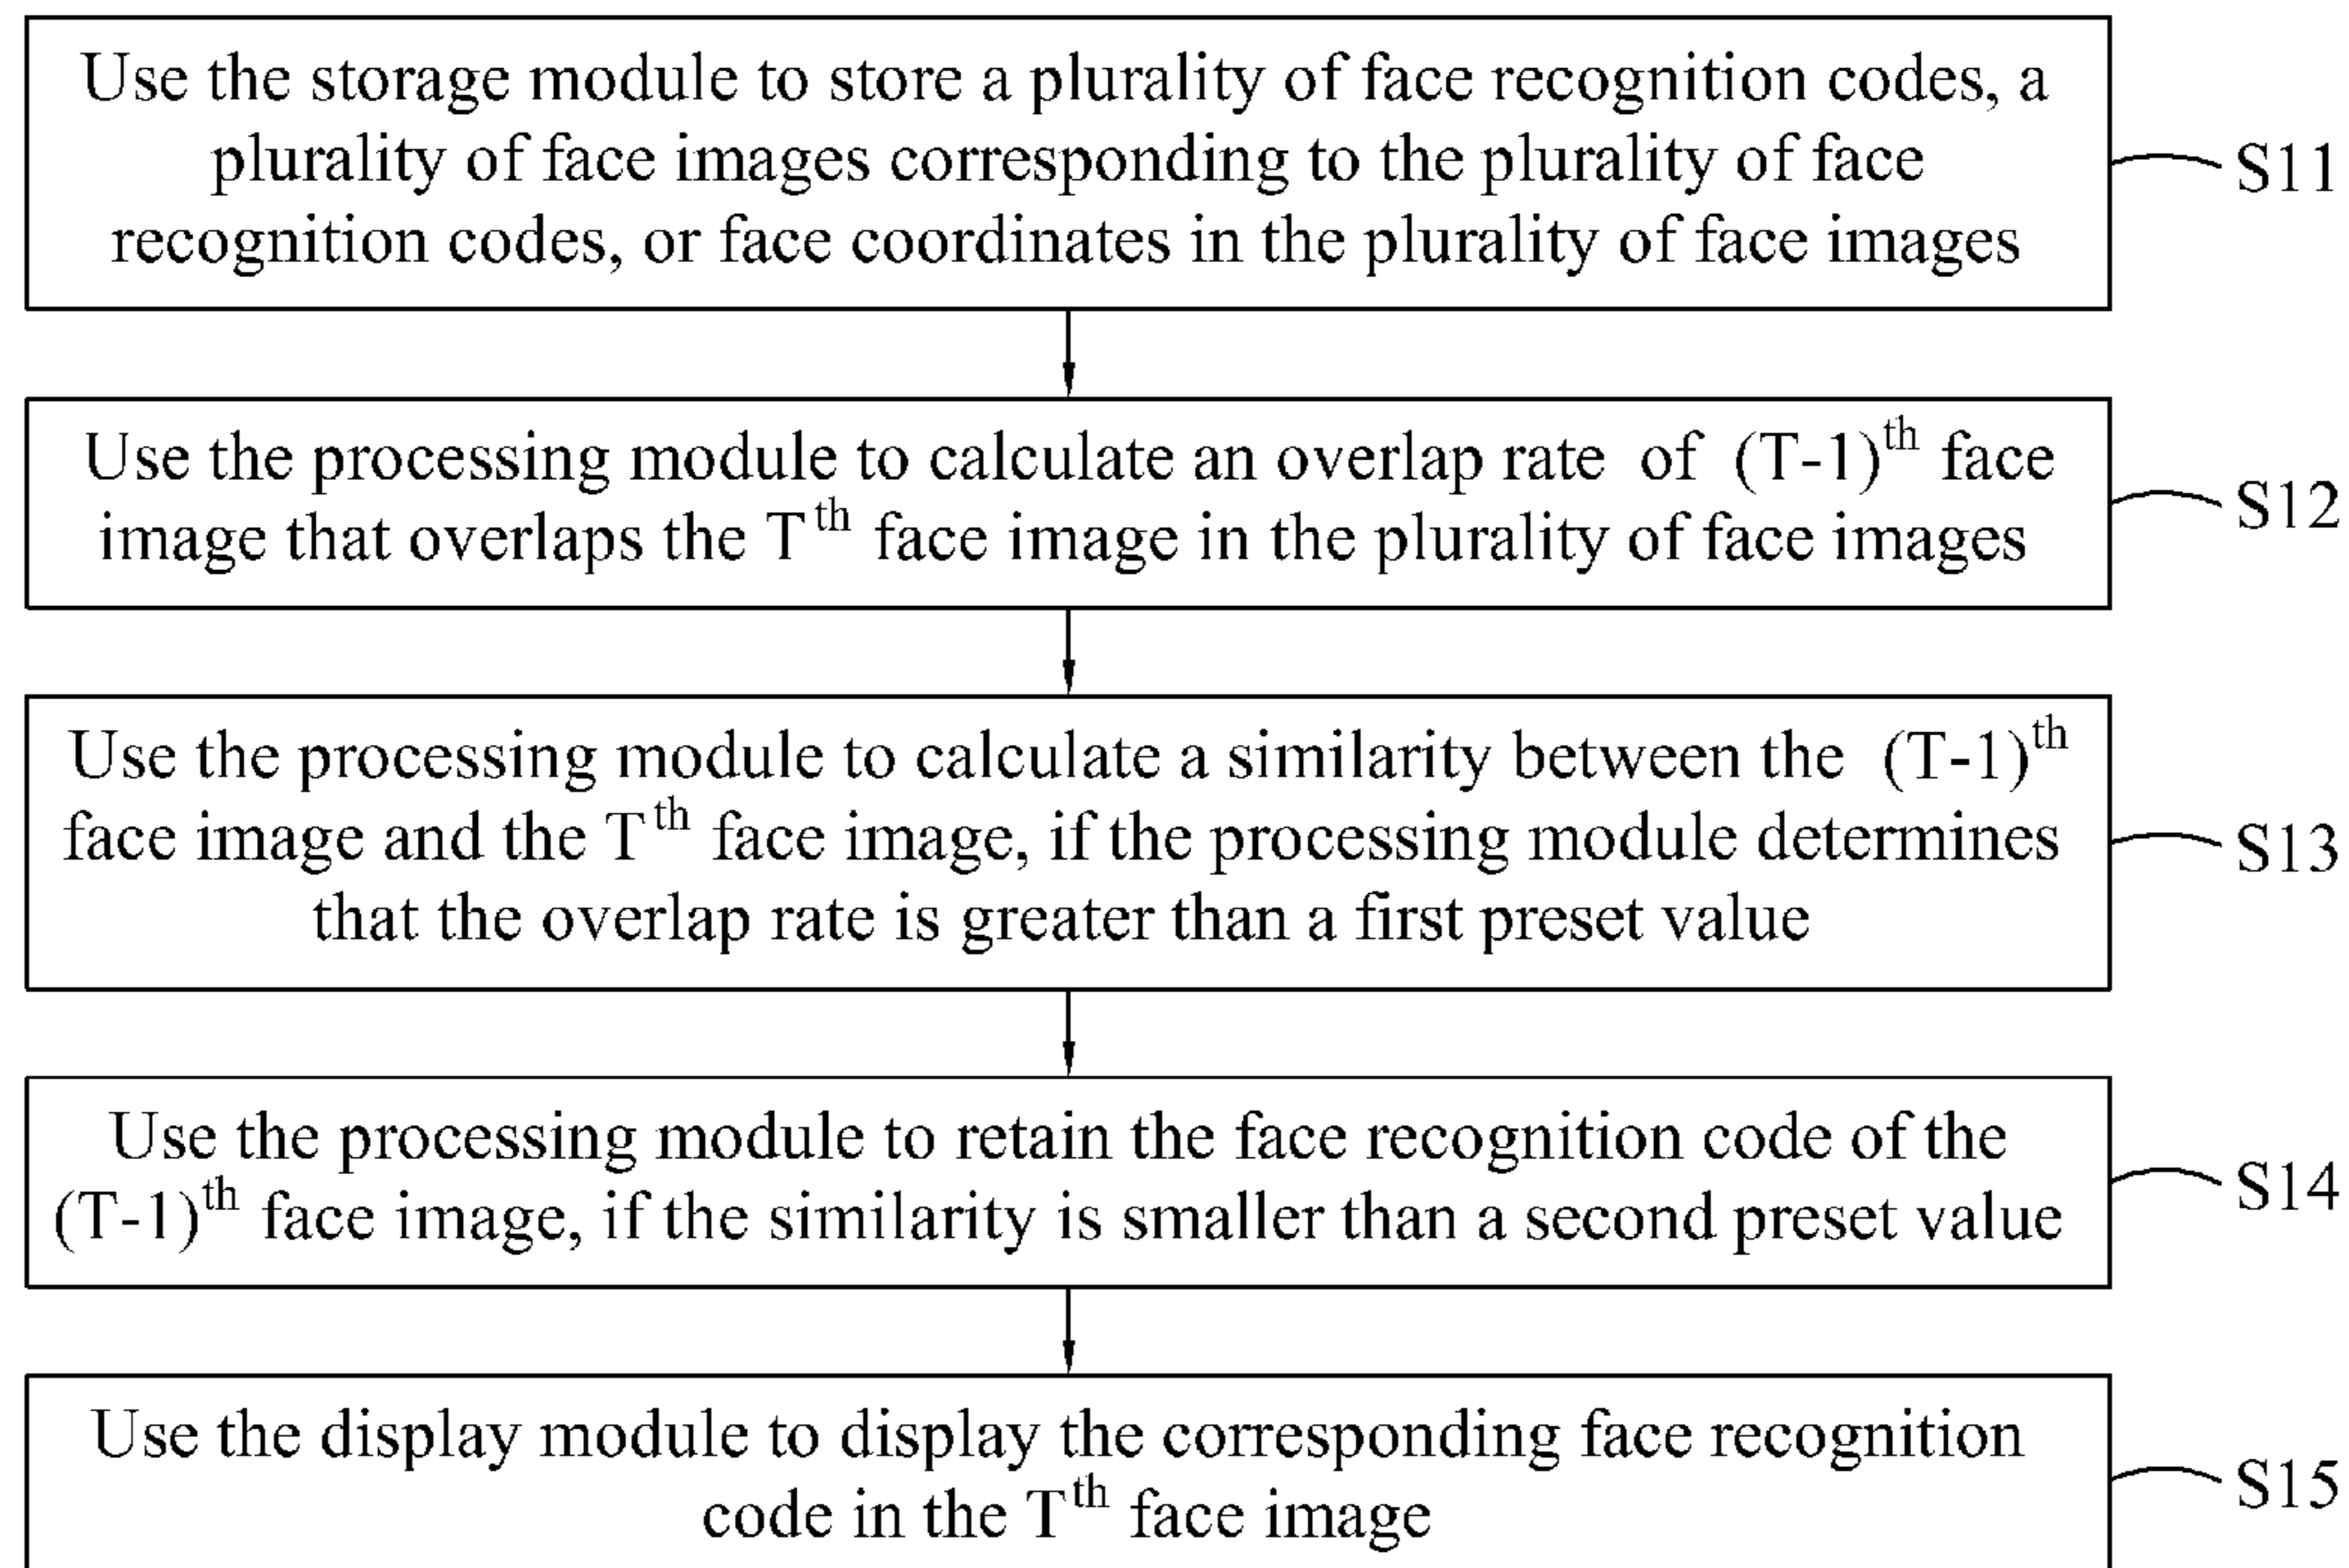 Use the storage module to store a plurality of face recognition codes, a
plurality of face images corresponding to the plurality of face
recognition codes, or face coordinates in the plurality of face images
S11
Use the processing module to calculate an overlap rate of (T-1)th face
image that overlaps the Tth face image in the plurality of face images
S12
Use the processing module to calculate a similarity between the (T-1)th
face image and the Tth face image, if the processing module determines
that the overlap rate is greater than a first preset value
S13
Use the processing module to retain the face recognition code of the
(T-1)th face image, if the similarity is smaller than a second preset value
S14
Use the display module to display the corresponding face recognition
code in the Tth face image
S15